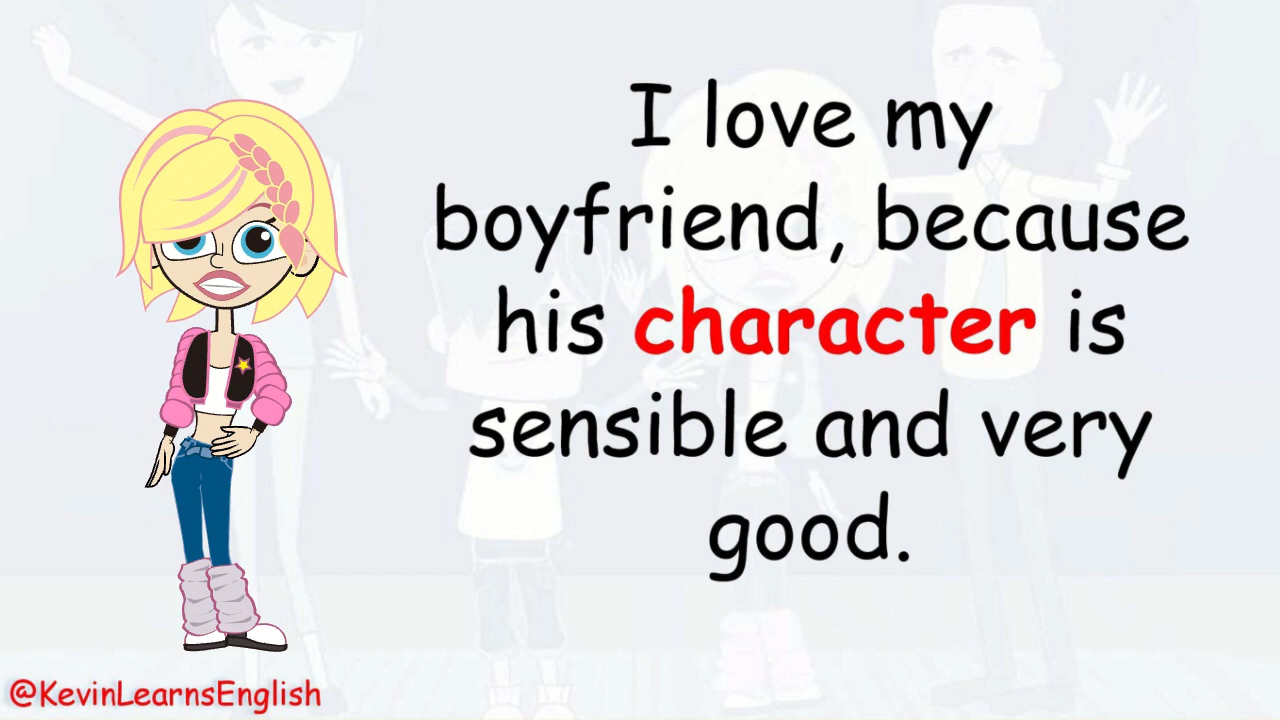 I love my
boyfriend, because
his character is
sensible and very
good.
@KevinLearnsEnglish